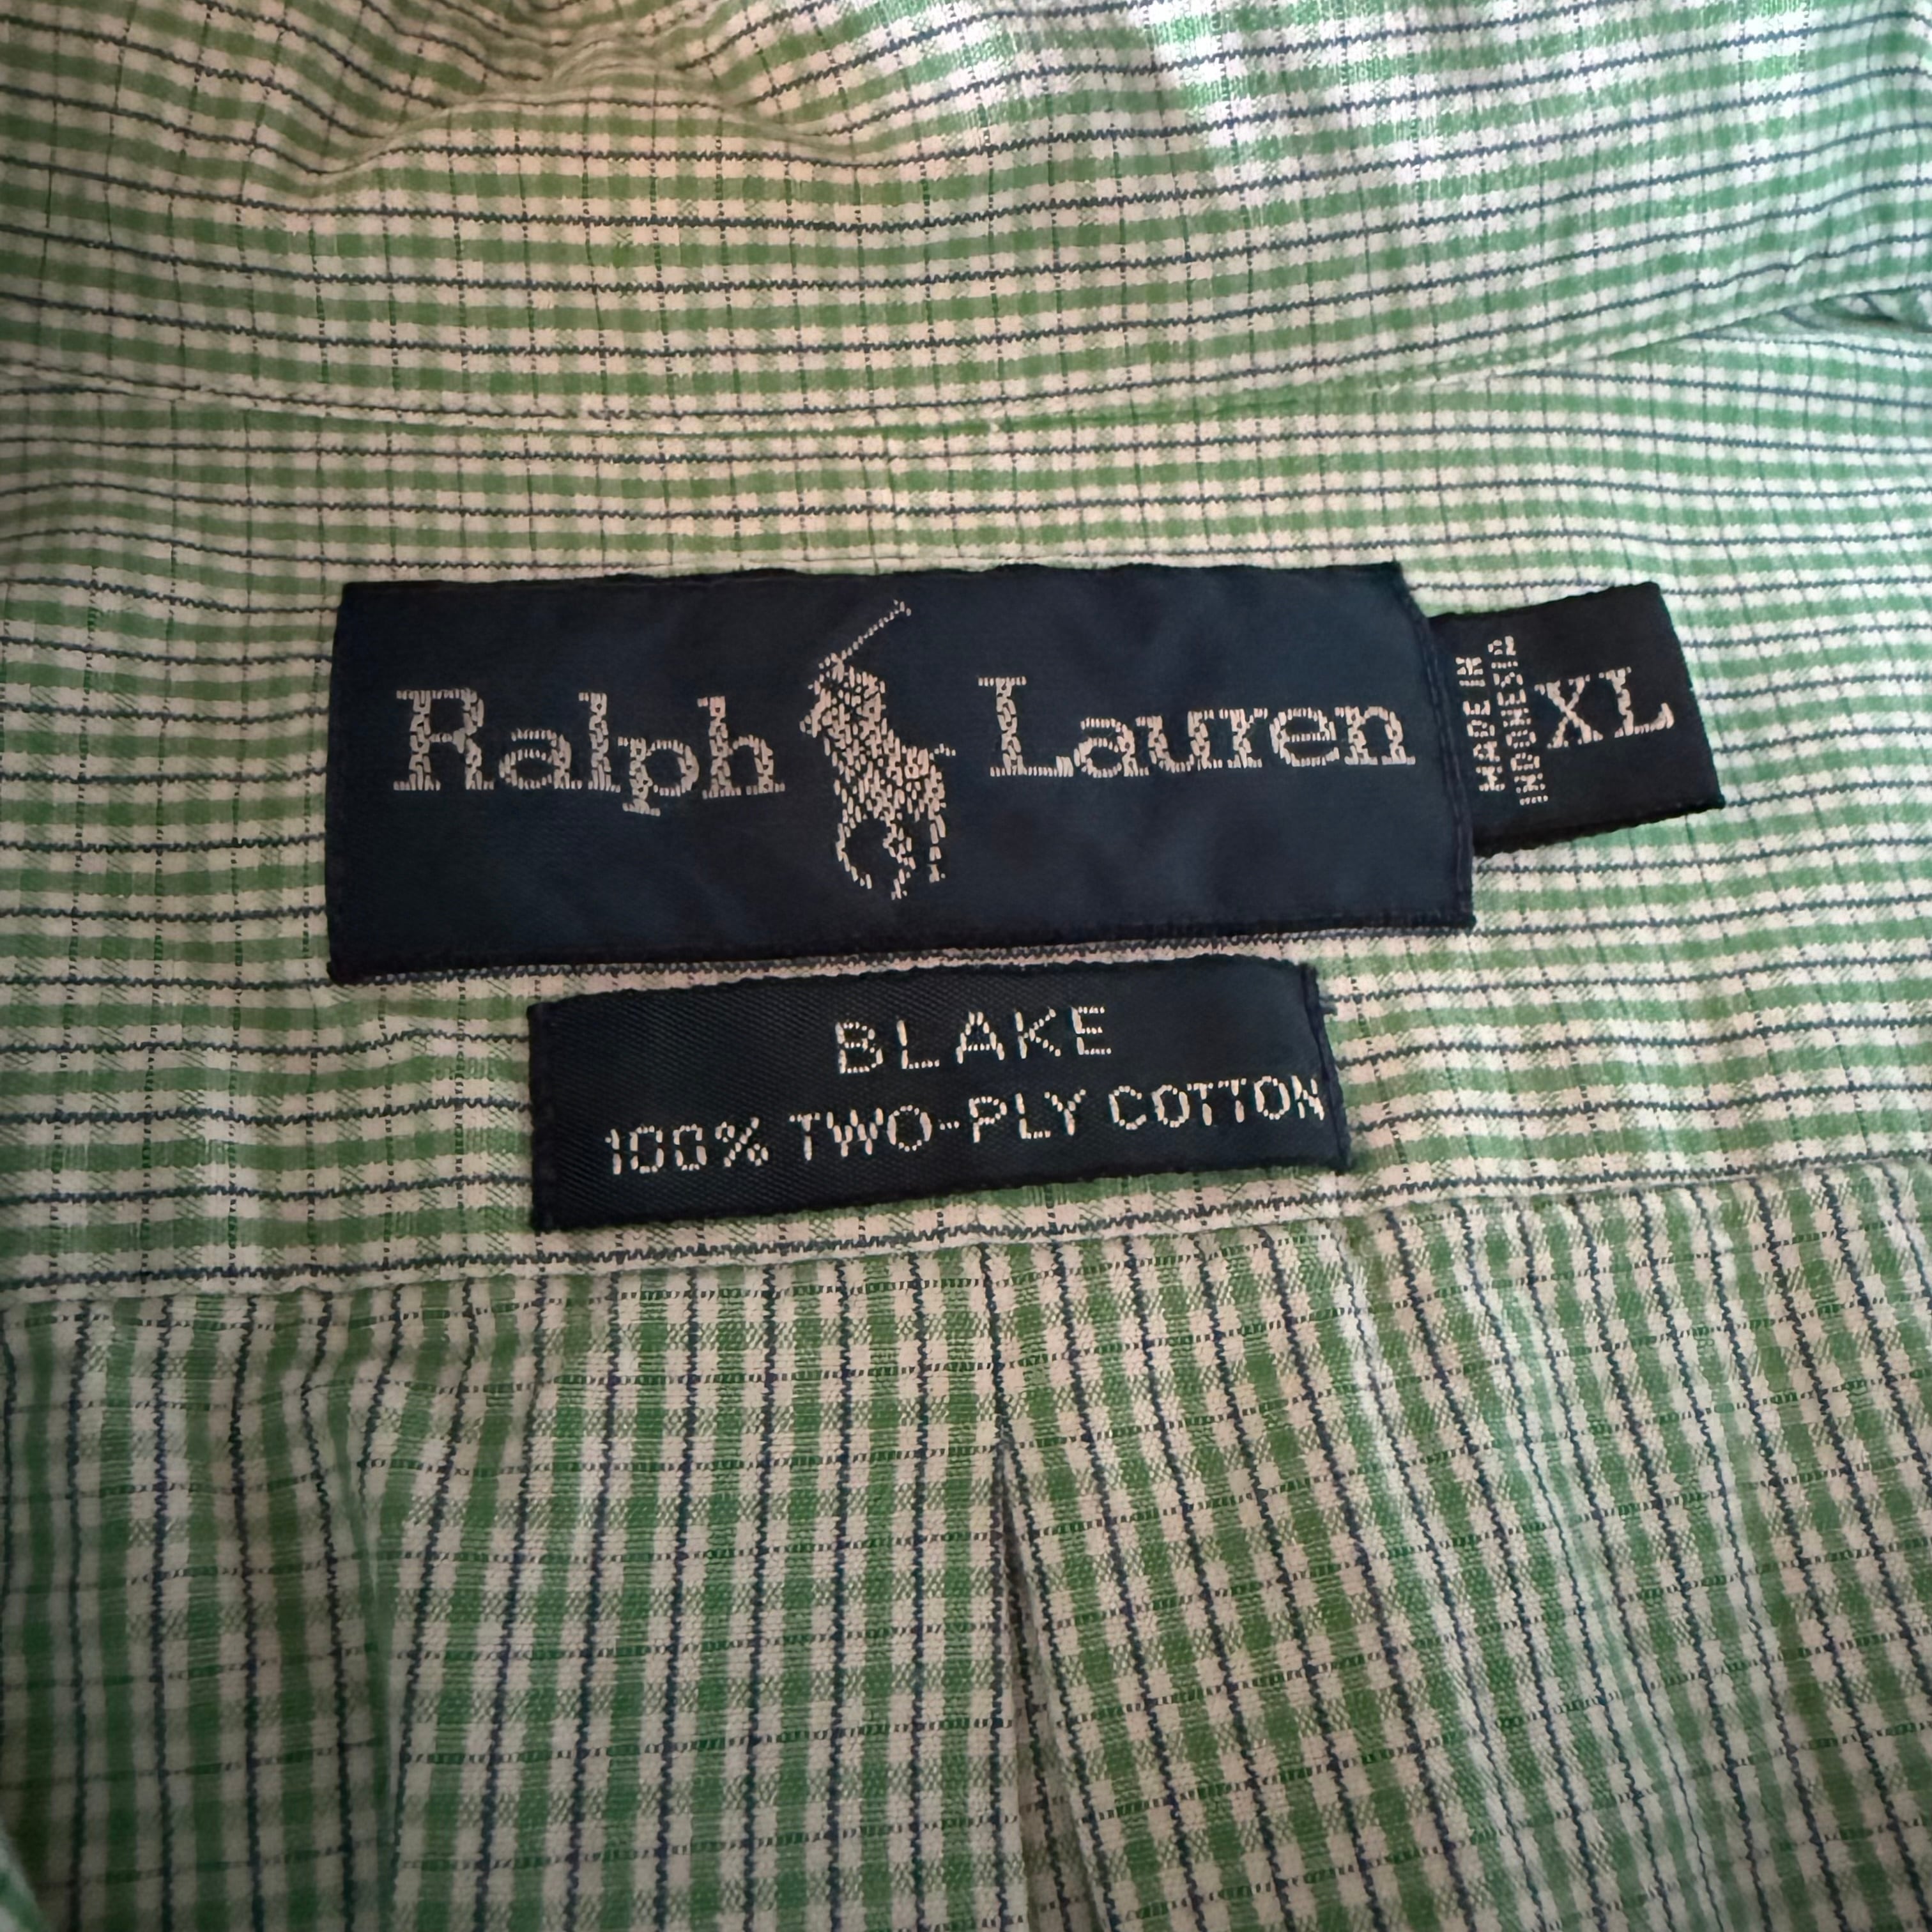 Ralph Lauren
MADE IN
INDONESIA
XL
BLAKE
100% TWO-PLY COTTON